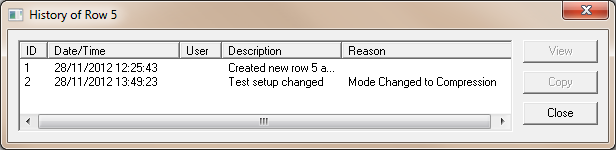 History of Row 5
ID Date/Time User Description Reason
1 28/11/2012 12:25:43 Created new row 5 a...
2 28/11/2012 13:49:23 Test setup changed Mode Changed to Compression
View
Copy
Close